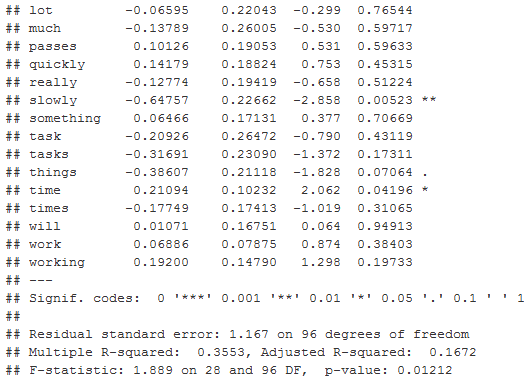 ## lot         -0.06595    0.22043  -0.299  0.76544
## much        -0.13789    0.26005  -0.530  0.59717
## passes       0.10126    0.19053   0.531  0.59633
## quickly      0.14179    0.18824   0.753  0.45315
## really      -0.12774    0.19419  -0.658  0.51224
## slowly      -0.64757    0.22662  -2.858  0.00523 **
## something    0.06466    0.17131   0.377  0.70669
## task        -0.20926    0.26472  -0.790  0.43119
## tasks       -0.31691    0.23090  -1.372  0.17311
## things      -0.38607    0.21118  -1.828  0.07064 .
## time         0.21094    0.10232   2.062  0.04196 *
## times       -0.17749    0.17413  -1.019  0.31065
## will         0.01071    0.16751   0.064  0.94913
## work         0.06886    0.07875   0.874  0.38403
## working      0.19200    0.14790   1.298  0.19733
## ---
## Signif. codes:  0 '***' 0.001 '**' 0.01 '*' 0.05 '.' 0.1 ' ' 1
##
## Residual standard error: 1.167 on 96 degrees of freedom
## Multiple R-squared:  0.3553, Adjusted R-squared:  0.1672
## F-statistic: 1.889 on 28 and 96 DF,  p-value: 0.01212